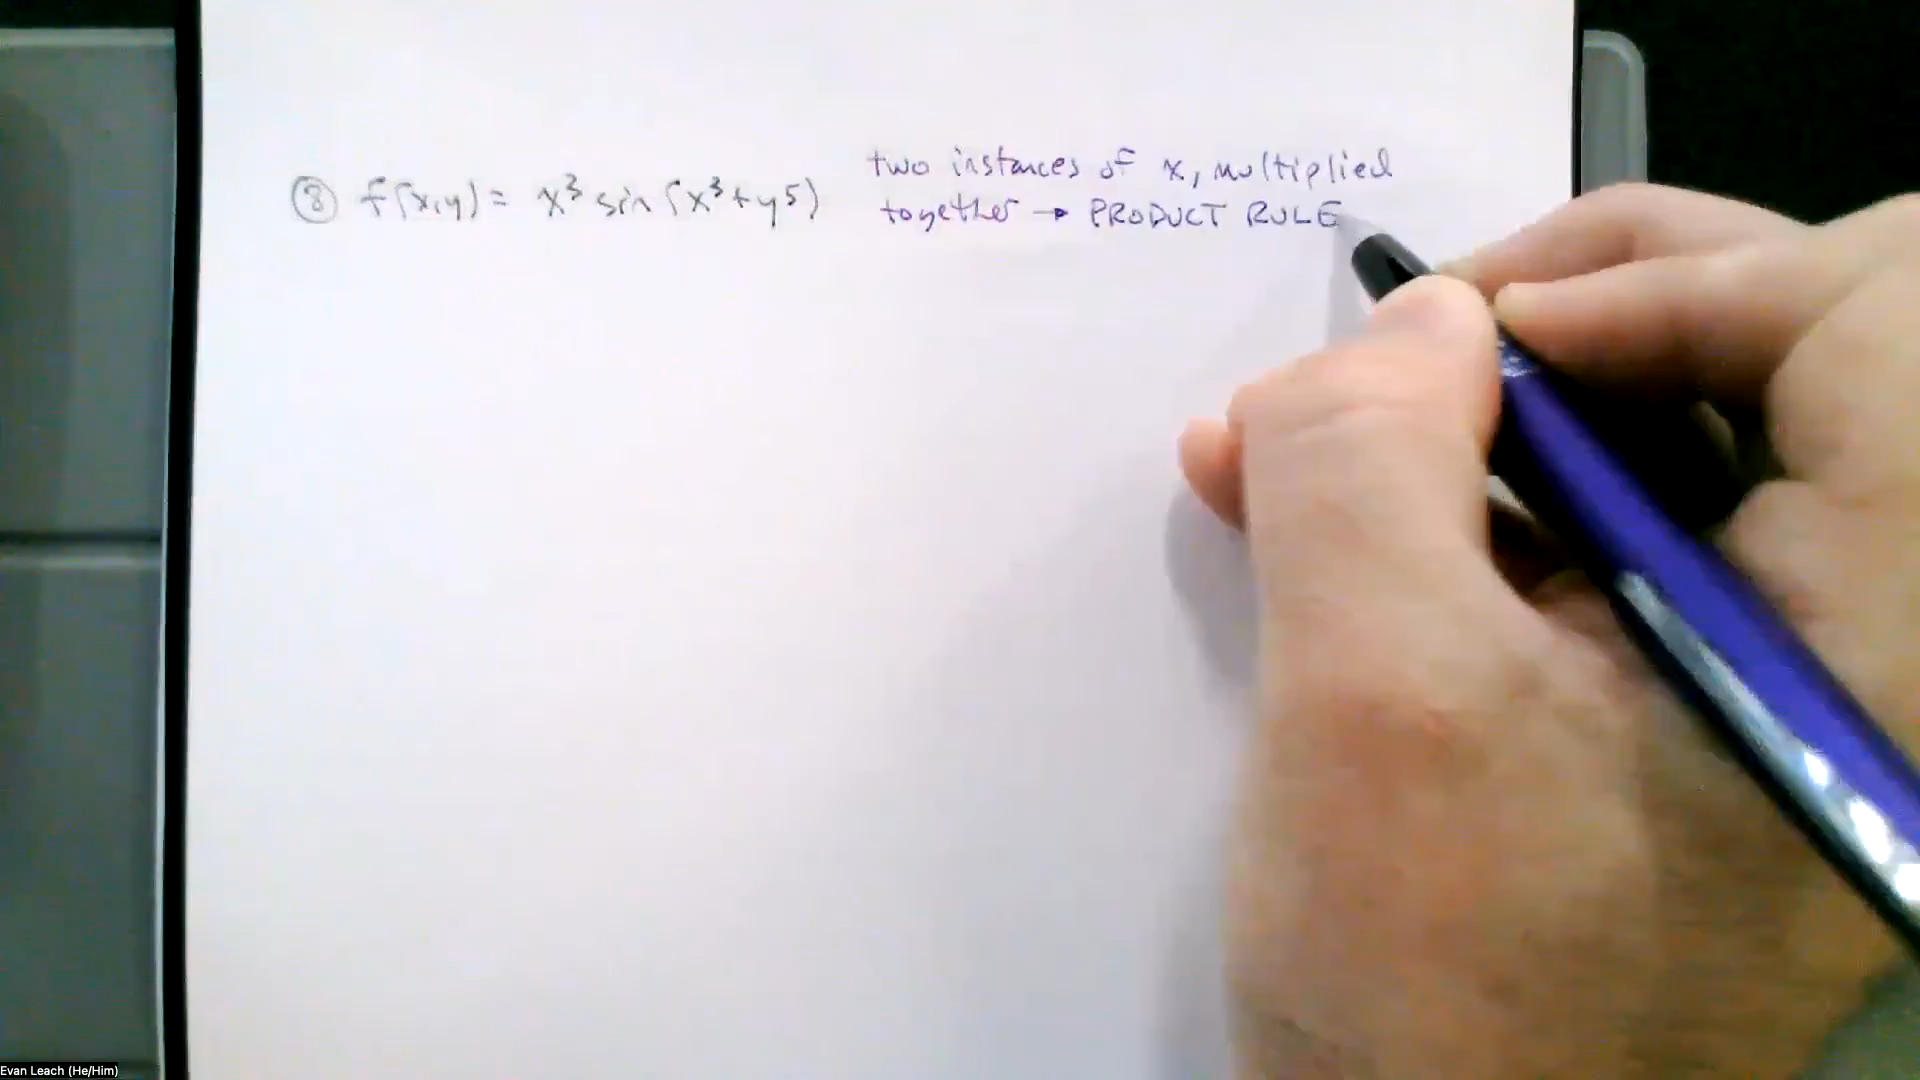 ⑧ f(x,y) = x³ sin(x³+y⁵)
two instances of x, multiplied
together → PRODUCT RULE
Evan Leach (He/Him)